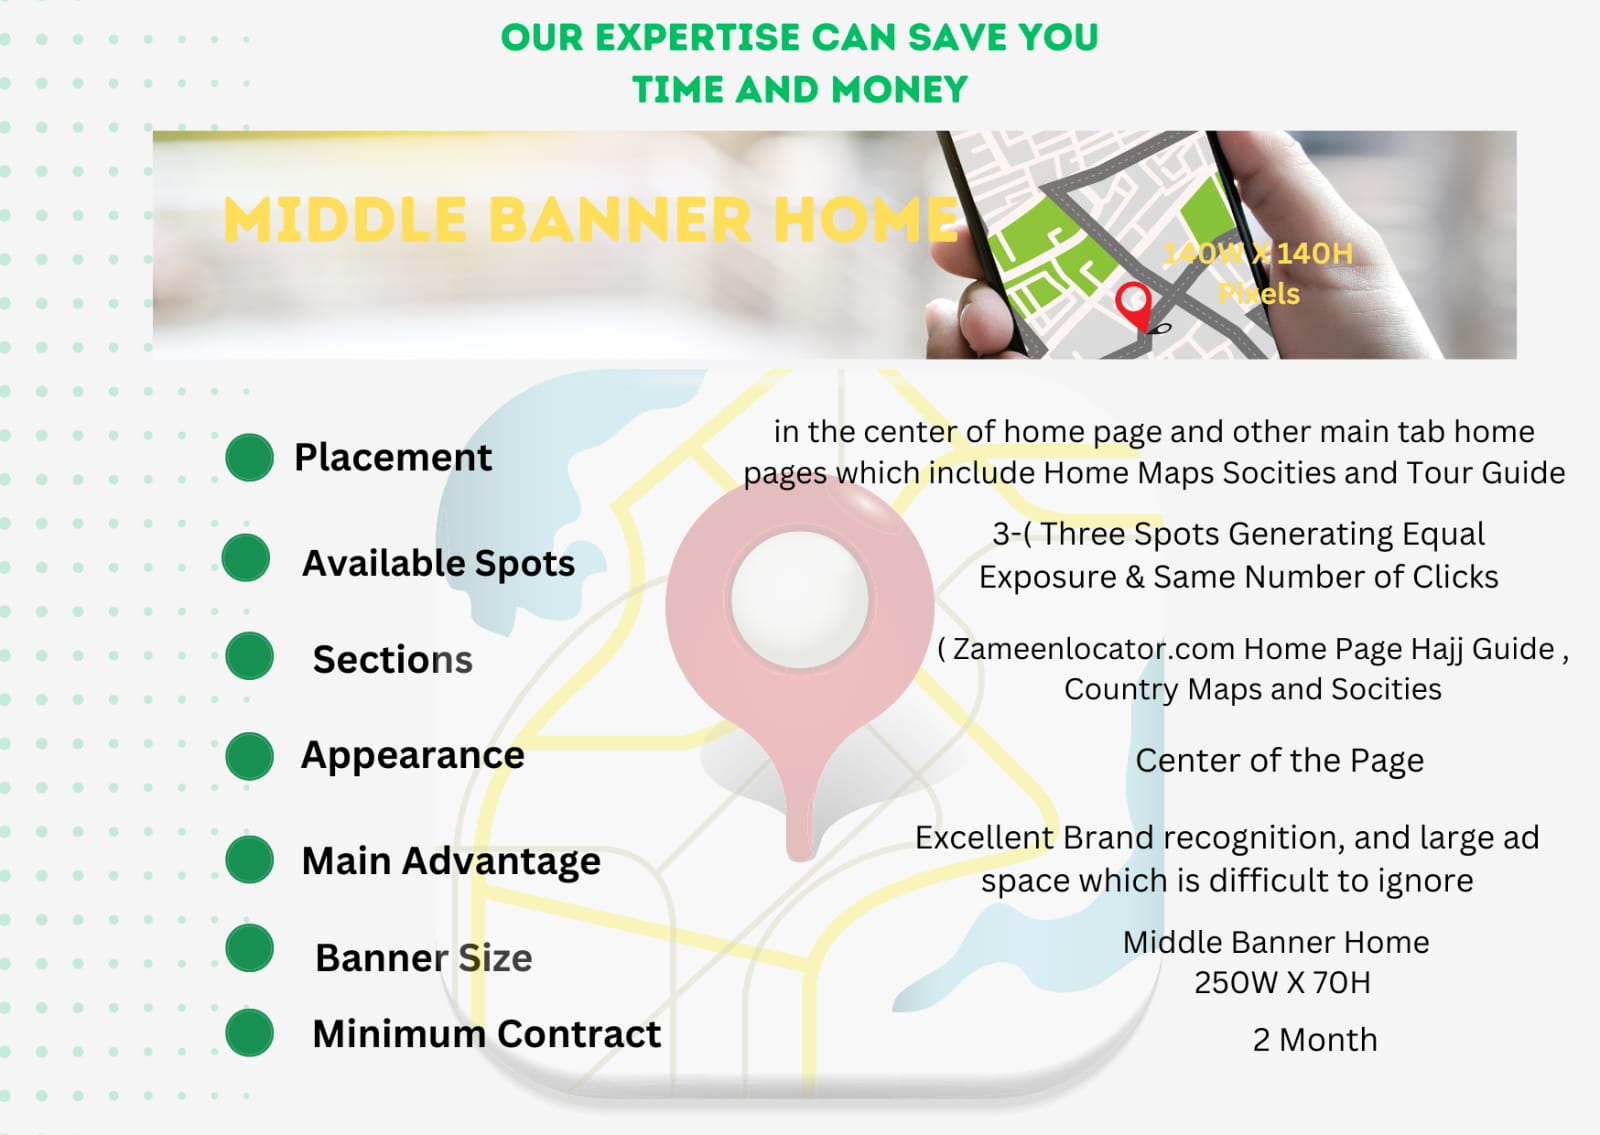 OUR EXPERTISE CAN SAVE YOU
TIME AND MONEY
MIDDLE BANNER HOME
140W X 140H
Pixels
Placement
in the center of home page and other main tab home
pages which include Home Maps Socities and Tour Guide
Available Spots
3-( Three Spots Generating Equal
Exposure & Same Number of Clicks
Sections
( Zameenlocator.com Home Page Hajj Guide ,
Country Maps and Socities
Appearance
Center of the Page
Main Advantage
Excellent Brand recognition, and large ad
space which is difficult to ignore
Banner Size
Middle Banner Home
250W X 70H
Minimum Contract
2 Month